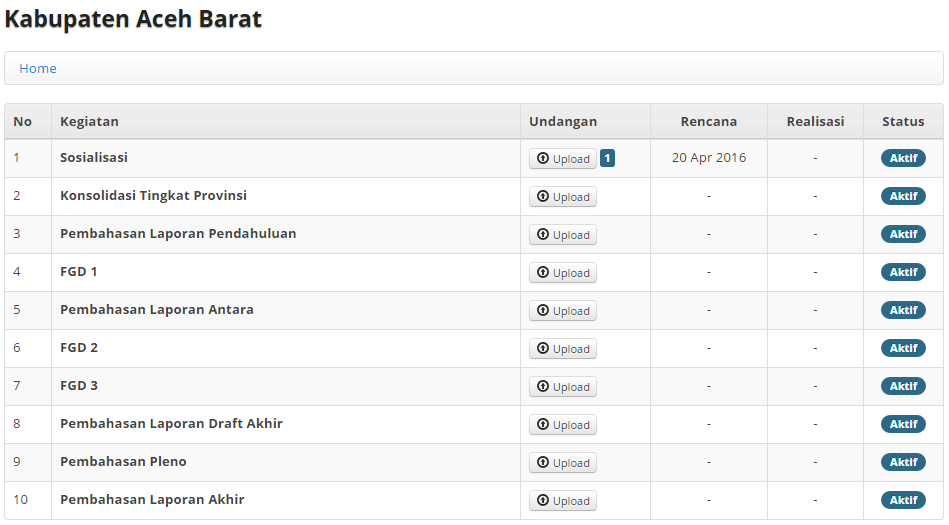 Kabupaten Aceh Barat
Home
No Kegiatan Undangan Rencana Realisasi Status
1 Sosialisasi Upload 1 20 Apr 2016 - Aktif
2 Konsolidasi Tingkat Provinsi Upload - - Aktif
3 Pembahasan Laporan Pendahuluan Upload - - Aktif
4 FGD 1 Upload - - Aktif
5 Pembahasan Laporan Antara Upload - - Aktif
6 FGD 2 Upload - - Aktif
7 FGD 3 Upload - - Aktif
8 Pembahasan Laporan Draft Akhir Upload - - Aktif
9 Pembahasan Pleno Upload - - Aktif
10 Pembahasan Laporan Akhir Upload - - Aktif